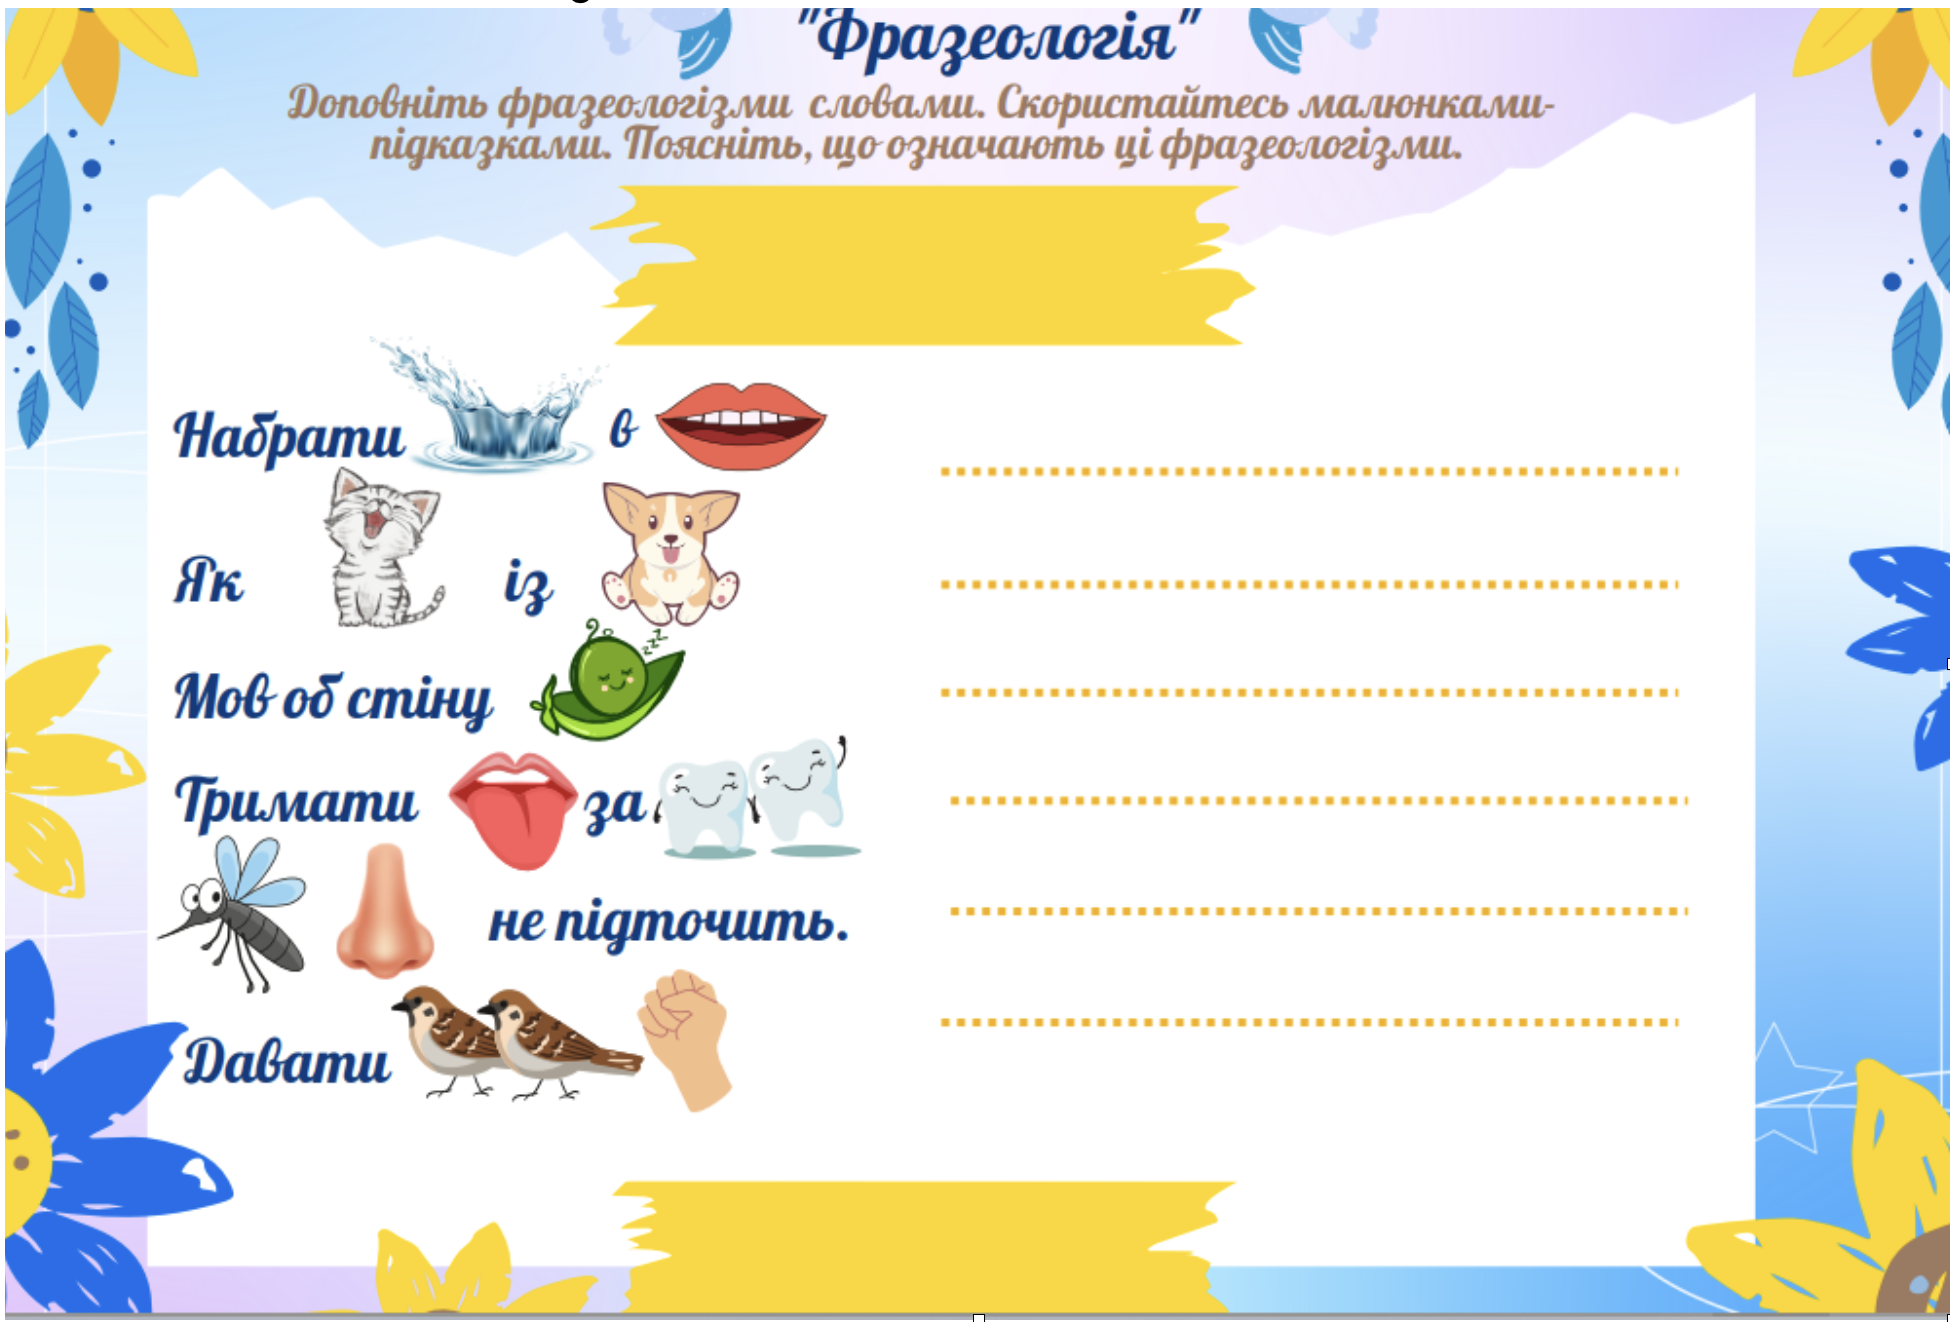 "Фразеологія"
Доповніть фразеологізми словами. Скористайтесь малюнками-
підказками. Поясніть, що означають ці фразеологізми.
Набрати в
Як із
zzz
Мов об стіну
Тримати за
не підточить.
Давати